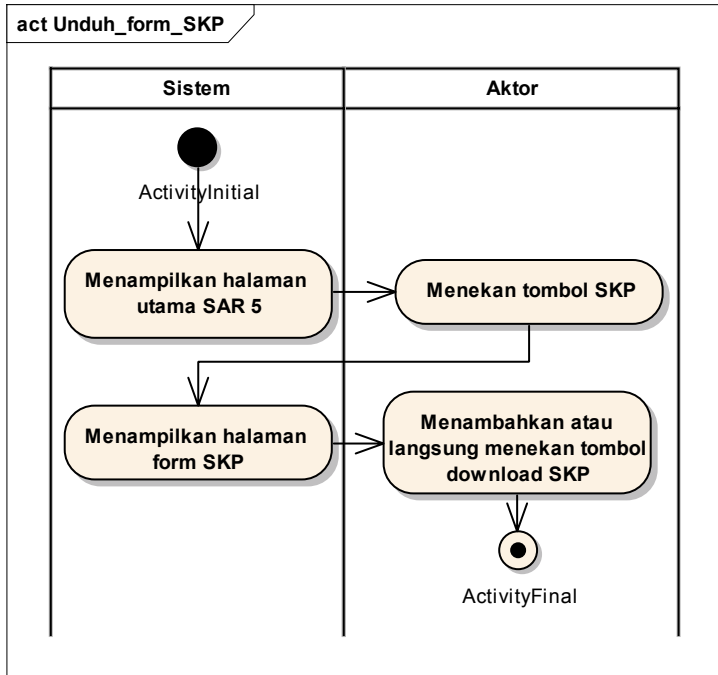 act Unduh_form_SKP
Sistem
Aktor
ActivityInitial
Menampilkan halaman
utama SAR 5
Menekan tombol SKP
Menampilkan halaman
form SKP
Menambahkan atau
langsung menekan tombol
download SKP
ActivityFinal